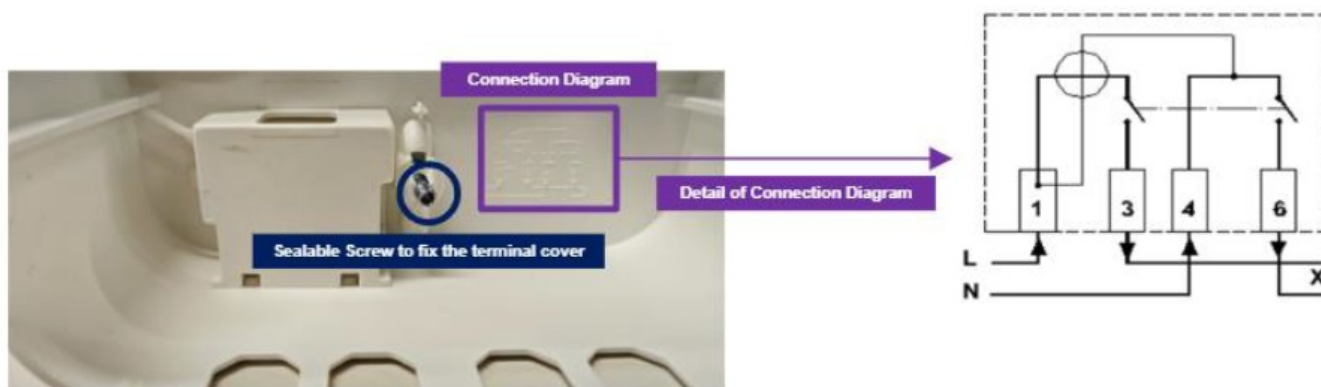 Connection Diagram
Detail of Connection Diagram
Sealable Screw to fix the terminal cover
1 3 4 6
L
N
X